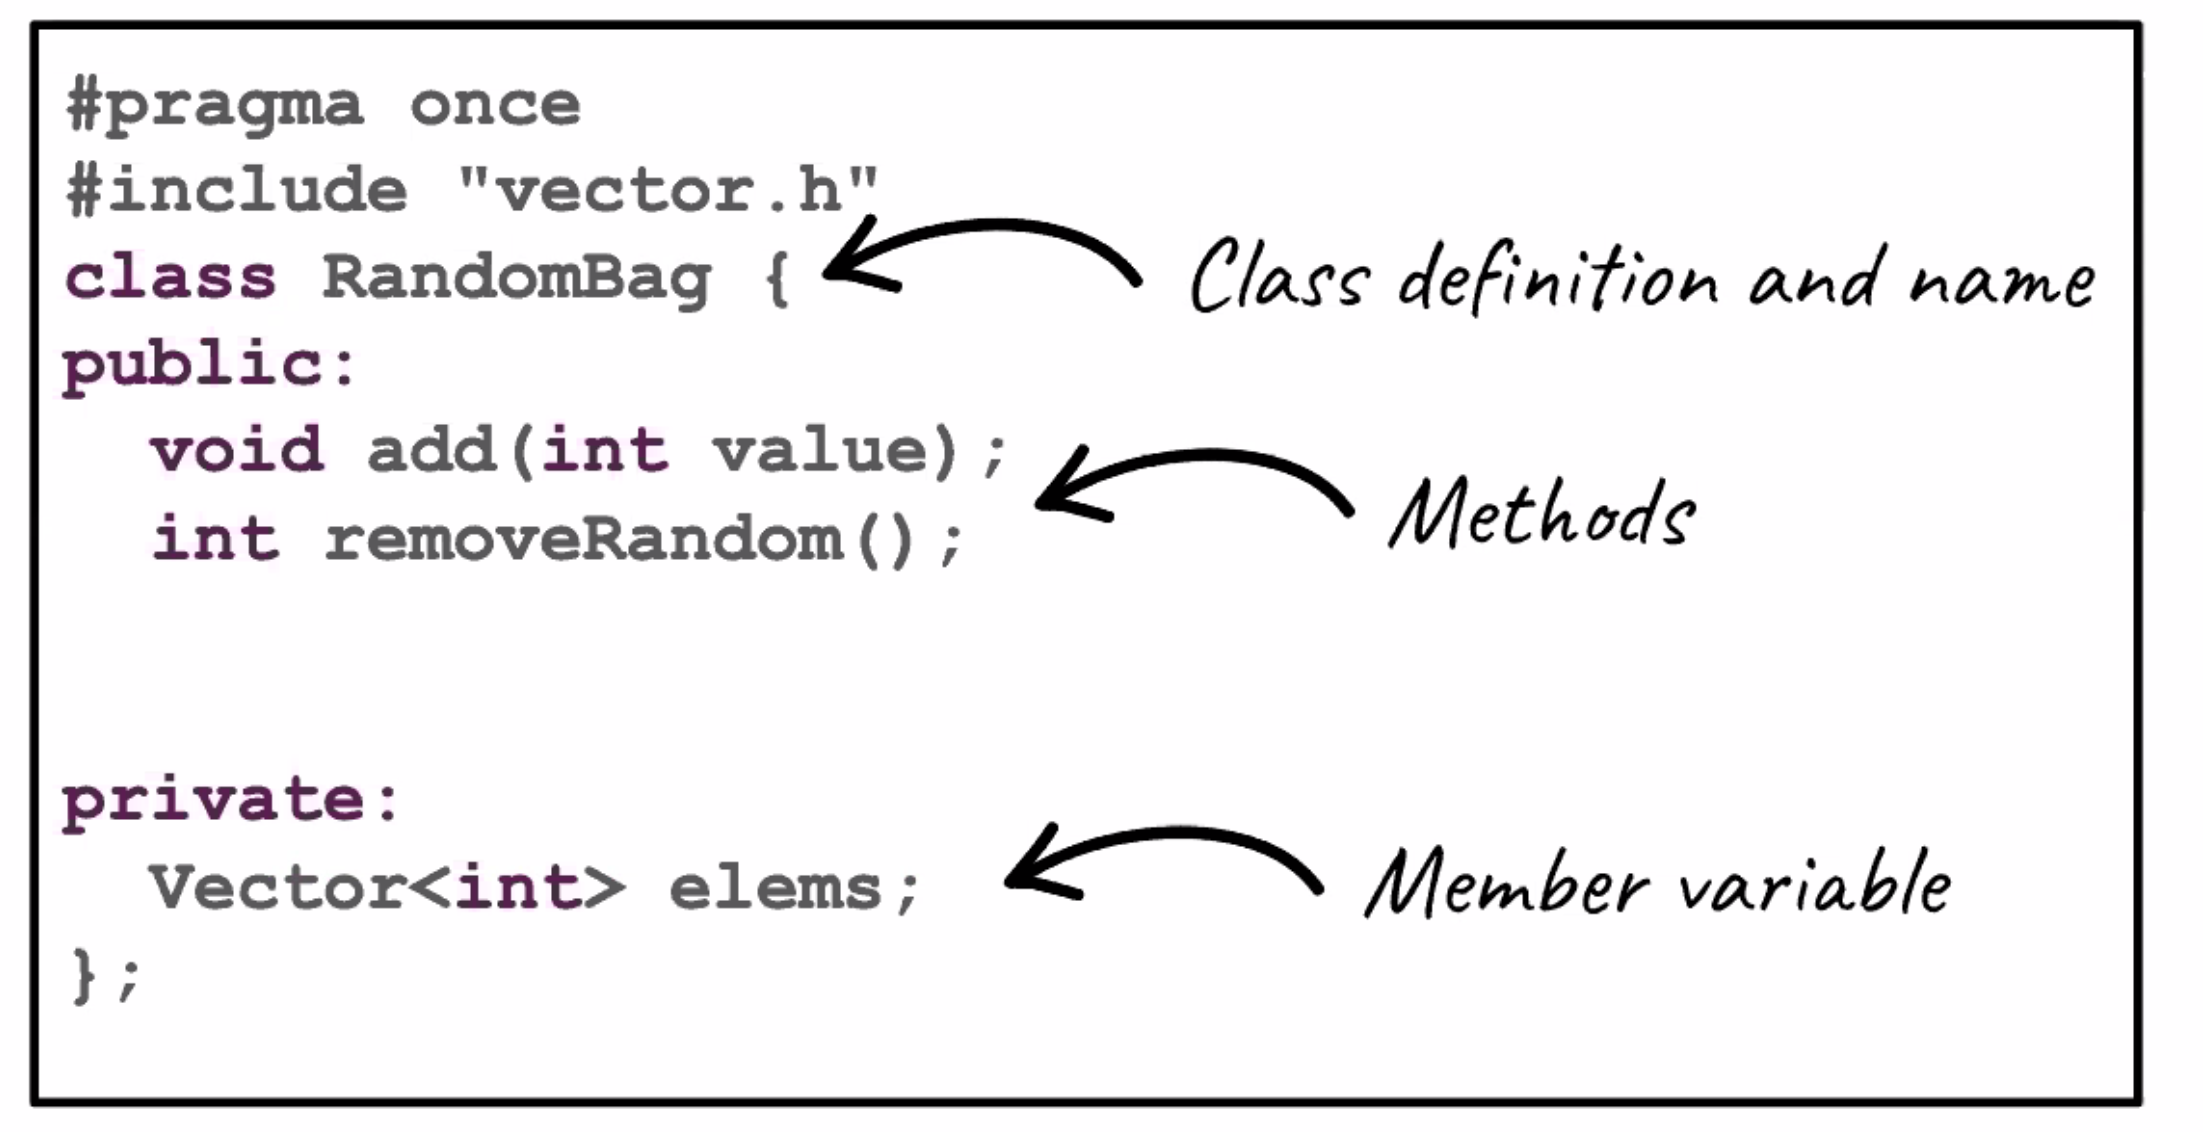 #pragma once
#include "vector.h"
class RandomBag {
Class definition and name
public:
void add(int value);
int removeRandom();
Methods
private:
Vector<int> elems;
Member variable
};